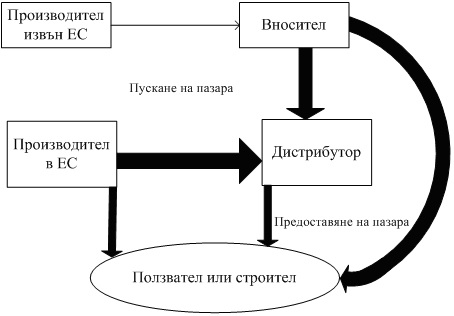 Производител
извън ЕС
Вносител
Пускане на пазара
Производител
в ЕС
Дистрибутор
Предоставяне на пазара
Ползвател или строител